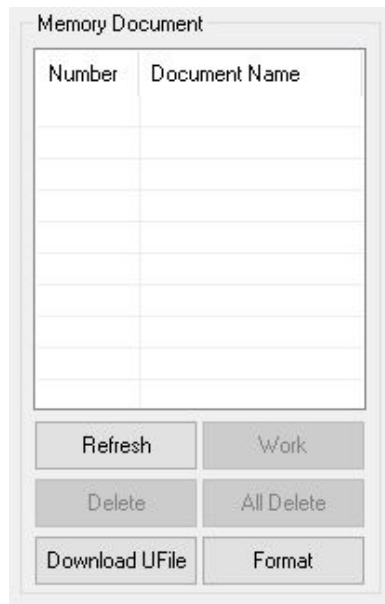 Memory Document
Number Document Name
Refresh Work
Delete All Delete
Download UFile Format